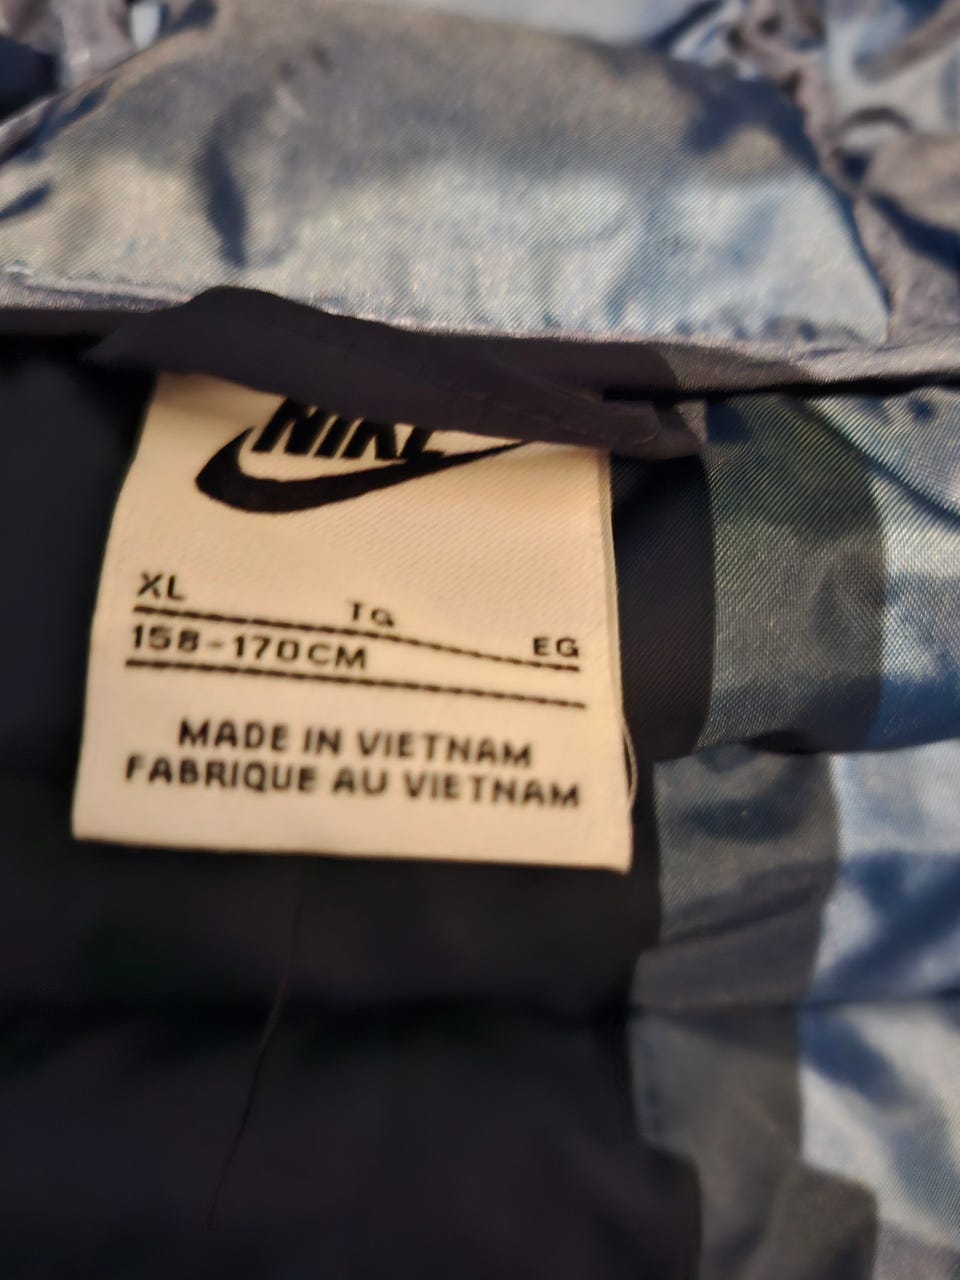 NIKE
XL TG EG
158-170CM
MADE IN VIETNAM
FABRIQUE AU VIETNAM